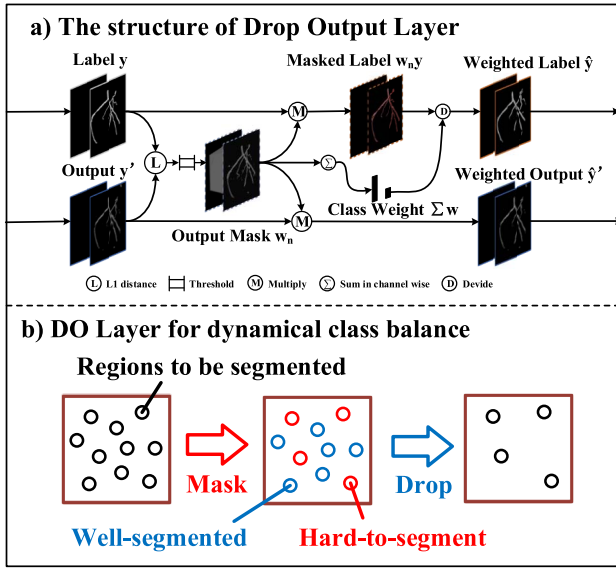 a) The structure of Drop Output Layer
Label y
Masked Label wₙy
Weighted Label ŷ
M
D
Output y’
L
Σ
Class Weight Σ w
Weighted Output ŷ’
Output Mask wₙ
M
L L1 distance
Threshold
M Multiply
Σ Sum in channel wise
D Devide
b) DO Layer for dynamical class balance
Regions to be segmented
Mask
Drop
Well-segmented
Hard-to-segment